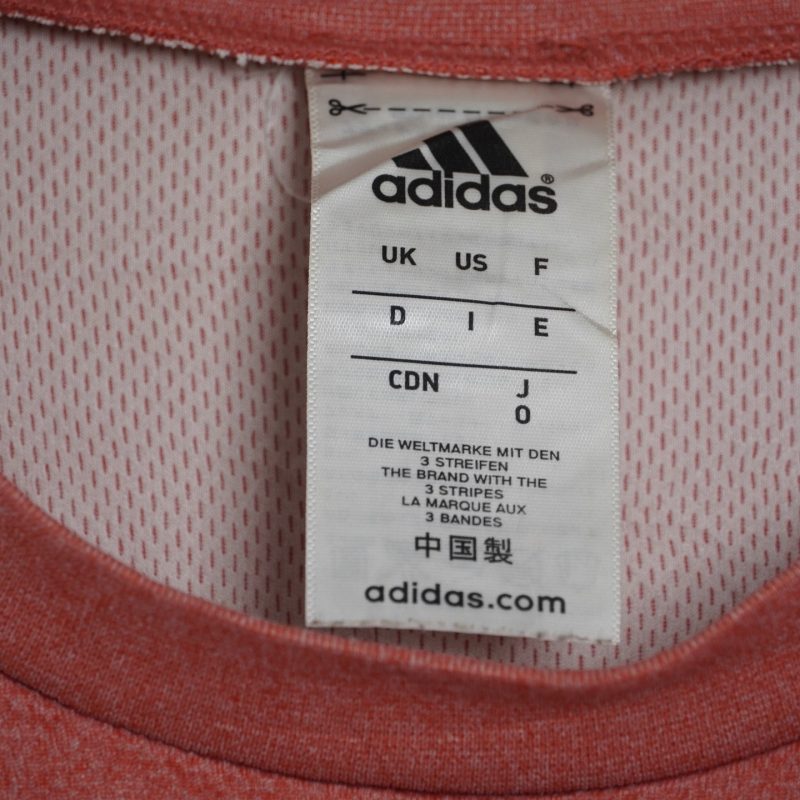 adidas®
UK US F
D I E
CDN J
O
DIE WELTMARKE MIT DEN
3 STREIFEN
THE BRAND WITH THE
3 STRIPES
LA MARQUE AUX
3 BANDES
中国製
adidas.com